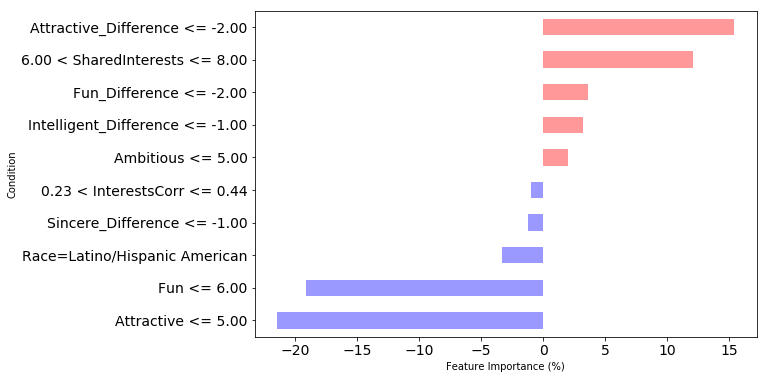 Attractive_Difference <= -2.00
6.00 < SharedInterests <= 8.00
Fun_Difference <= -2.00
Intelligent_Difference <= -1.00
Ambitious <= 5.00
0.23 < InterestsCorr <= 0.44
Sincere_Difference <= -1.00
Race=Latino/Hispanic American
Fun <= 6.00
Attractive <= 5.00
Condition
−20 −15 −10 −5 0 5 10 15
Feature Importance (%)